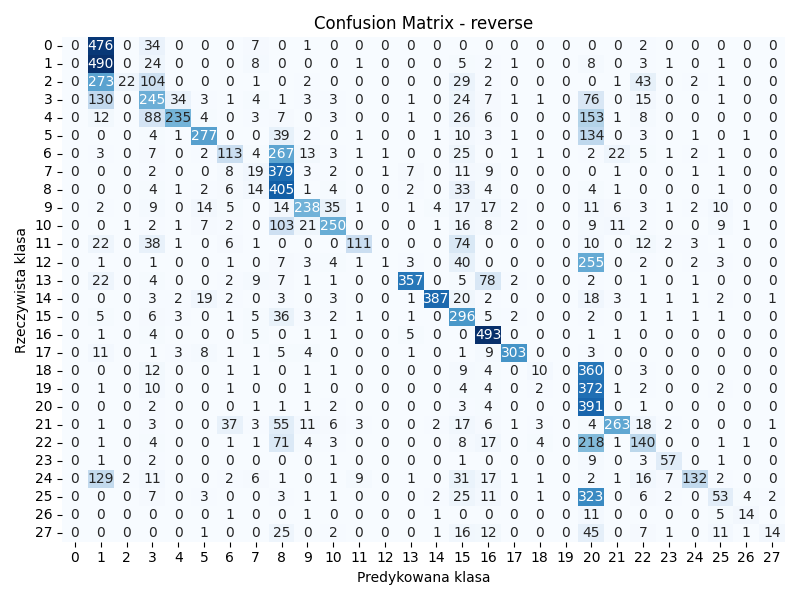 Confusion Matrix - reverse
Rzeczywista klasa
0 0 476 0 34 0 0 0 7 0 1 0 0 0 0 0 0 0 0 0 0 0 0 2 0 0 0 0 0
1 0 490 0 24 0 0 0 8 0 0 0 1 0 0 0 5 2 1 0 0 8 0 3 1 0 1 0 0
2 0 273 22 104 0 0 0 1 0 2 0 0 0 0 0 29 2 0 0 0 0 1 43 0 2 1 0 0
3 0 130 0 245 34 3 1 4 1 3 3 0 0 1 0 24 7 1 1 0 76 0 15 0 0 1 0 0
4 0 12 0 88 235 4 0 3 7 0 3 0 0 1 0 26 6 0 0 0 153 1 8 0 0 0 0 0
5 0 0 0 4 1 277 0 0 39 2 0 1 0 0 1 10 3 1 0 0 134 0 3 0 0 1 0 1
6 0 3 0 7 0 2 113 4 267 13 3 1 1 0 0 25 0 1 1 0 2 22 5 1 2 1 0 0
7 0 0 0 2 0 0 8 19 379 3 2 0 1 7 0 11 9 0 0 0 0 1 0 0 1 1 0 0
8 0 0 0 4 1 2 6 14 405 1 4 0 0 2 0 33 4 0 0 0 4 1 0 0 0 1 0 0
9 0 2 0 9 0 14 5 0 14 238 35 1 0 1 4 17 17 2 0 0 11 6 3 1 2 10 0 0
10 0 0 1 2 1 7 2 0 103 21 250 0 0 0 1 16 8 2 0 0 9 11 2 0 0 9 1 0
11 0 22 0 38 0 1 6 1 0 0 0 111 0 0 0 74 0 0 0 0 10 0 12 2 3 1 0 0
12 0 1 0 1 0 0 1 0 7 3 4 1 1 3 0 40 0 0 0 0 255 0 2 0 2 3 0 0
13 0 22 0 4 0 0 2 9 7 1 1 0 0 357 0 5 78 2 0 0 2 0 1 0 1 0 0 0
14 0 0 0 3 2 19 2 0 3 0 3 0 0 1 387 20 2 0 0 0 18 3 1 1 1 2 0 1
15 0 5 0 6 3 0 1 5 36 3 2 1 0 1 0 296 5 2 0 0 2 0 1 1 1 1 0 0
16 0 1 0 4 0 0 0 5 0 1 1 0 0 5 0 0 493 0 0 0 1 1 0 0 0 0 0 0
17 0 11 0 1 3 8 1 1 5 4 0 0 0 1 0 1 9 303 0 0 3 0 0 0 0 0 0 0
18 0 0 0 12 0 0 1 1 0 1 1 0 0 0 0 9 4 0 10 0 360 0 3 0 0 0 0 0
19 0 1 0 10 0 0 1 0 0 1 0 0 0 0 0 4 4 0 2 0 372 1 2 0 0 2 0 0
20 0 0 0 2 0 0 0 1 1 1 2 0 0 0 0 3 4 0 0 0 391 0 1 0 0 0 0 0
21 0 1 0 3 0 0 37 3 55 11 6 3 0 0 2 17 6 1 3 0 4 263 18 2 0 0 0 1
22 0 1 0 4 0 0 1 1 71 4 3 0 0 0 0 8 17 0 4 0 218 1 140 0 0 1 1 0
23 0 1 0 2 0 0 0 0 0 0 1 0 0 0 0 1 0 0 0 0 9 0 3 57 0 1 0 0
24 0 129 2 11 0 0 2 6 1 0 1 9 0 1 0 31 17 1 1 0 2 1 16 7 132 2 0 0
25 0 0 0 7 0 3 0 0 3 1 1 0 0 0 2 25 11 0 1 0 323 0 6 2 0 53 4 2
26 0 0 0 0 0 0 1 0 0 1 0 0 0 0 1 0 0 0 0 0 11 0 0 0 0 5 14 0
27 0 0 0 0 0 1 0 0 25 0 2 0 0 0 1 16 12 0 0 0 45 0 7 1 0 11 1 14
0 1 2 3 4 5 6 7 8 9 10 11 12 13 14 15 16 17 18 19 20 21 22 23 24 25 26 27
Predykowana klasa